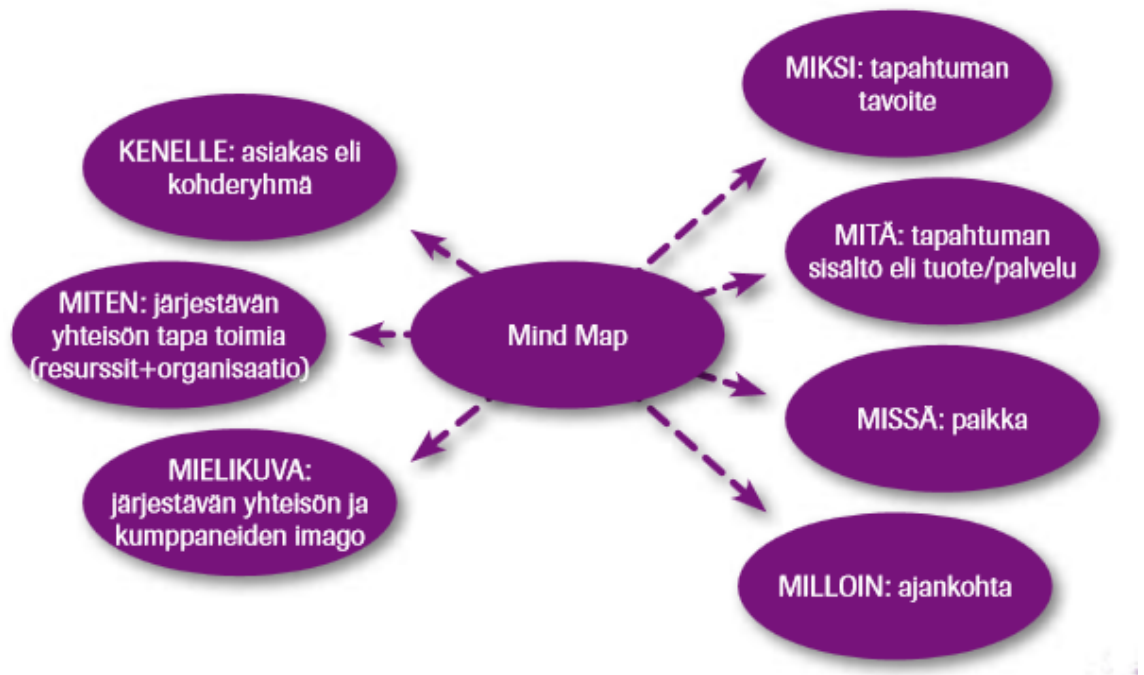 KENELLE: asiakas eli
kohderyhmä
MITEN: järjestävän
yhteisön tapa toimia
(resurssit+organisaatio)
MIELIKUVA:
järjestävän yhteisön ja
kumppaneiden imago
Mind Map
MIKSI: tapahtuman
tavoite
MITÄ: tapahtuman
sisältö eli tuote/palvelu
MISSÄ: paikka
MILLOIN: ajankohta